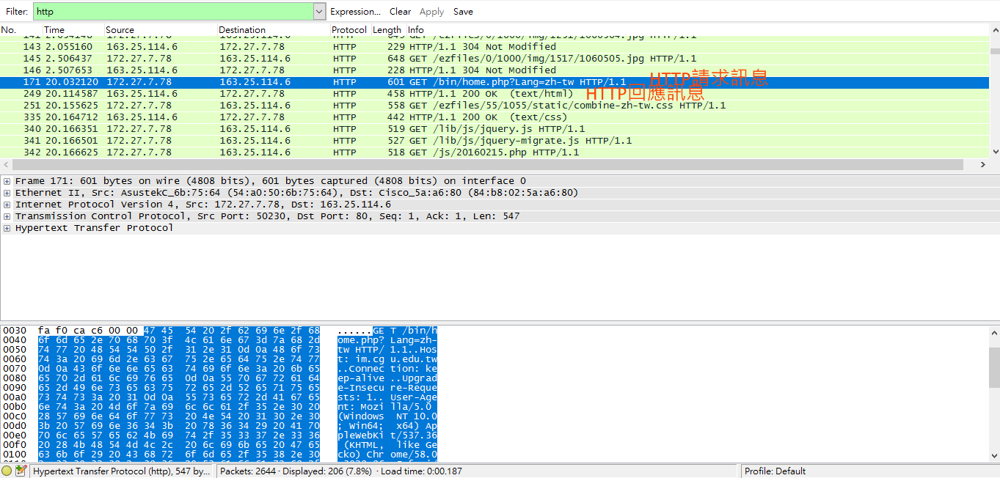 Filter: http Expression... Clear Apply Save
No. Time Source Destination Protocol Length Info
143 2.055160 163.25.114.6 172.27.7.78 HTTP 229 HTTP/1.1 304 Not Modified
145 2.506437 172.27.7.78 163.25.114.6 HTTP 648 GET /ezfiles/0/1000/img/1517/1060505.jpg HTTP/1.1
146 2.507653 163.25.114.6 172.27.7.78 HTTP 228 HTTP/1.1 304 Not Modified
171 20.032120 172.27.7.78 163.25.114.6 HTTP 601 GET /bin/home.php?Lang=zh-tw HTTP/1.1 HTTP請求訊息
249 20.114587 163.25.114.6 172.27.7.78 HTTP 458 HTTP/1.1 200 OK (text/html) HTTP回應訊息
251 20.155625 172.27.7.78 163.25.114.6 HTTP 558 GET /ezfiles/55/1055/static/combine-zh-tw.css HTTP/1.1
335 20.164712 163.25.114.6 172.27.7.78 HTTP 442 HTTP/1.1 200 OK (text/css)
340 20.166351 172.27.7.78 163.25.114.6 HTTP 519 GET /lib/js/jquery.js HTTP/1.1
341 20.166501 172.27.7.78 163.25.114.6 HTTP 527 GET /lib/js/jquery-migrate.js HTTP/1.1
342 20.166625 172.27.7.78 163.25.114.6 HTTP 518 GET /js/20160215.php HTTP/1.1
Frame 171: 601 bytes on wire (4808 bits), 601 bytes captured (4808 bits) on interface 0
Ethernet II, Src: AsustekC_6b:75:64 (54:a0:50:6b:75:64), Dst: Cisco_5a:a6:80 (84:b8:02:5a:a6:80)
Internet Protocol Version 4, Src: 172.27.7.78, Dst: 163.25.114.6
Transmission Control Protocol, Src Port: 50230, Dst Port: 80, Seq: 1, Ack: 1, Len: 547
Hypertext Transfer Protocol
0030 fa f0 ca c6 00 00 47 45 54 20 2f 62 69 6e 2f 68 ......GE T /bin/h
0040 6f 6d 65 2e 70 68 70 3f 4c 61 6e 67 3d 7a 68 2d ome.php? Lang=zh-
0050 74 77 20 48 54 54 50 2f 31 2e 31 0d 0a 48 6f 73 tw HTTP/ 1.1..Hos
0060 74 3a 20 69 6d 2e 63 67 75 2e 65 64 75 2e 74 77 t: im.cg u.edu.tw
0070 0d 0a 43 6f 6e 6e 65 63 74 69 6f 6e 3a 20 6b 65 ..Connec tion: ke
0080 65 70 2d 61 6c 69 76 65 0d 0a 55 70 67 72 61 64 ep-alive ..Upgrad
0090 65 2d 49 6e 73 65 63 75 72 65 2d 52 65 71 75 65 e-Insecu re-Reque
00a0 73 74 73 3a 20 31 0d 0a 55 73 65 72 2d 41 67 65 sts: 1.. User-Age
00b0 6e 74 3a 20 4d 6f 7a 69 6c 6c 61 2f 35 2e 30 20 nt: Mozi lla/5.0
00c0 28 57 69 6e 64 6f 77 73 20 4e 54 20 31 30 2e 30 (Windows NT 10.0
00d0 3b 20 57 69 6e 36 34 3b 20 78 36 34 29 20 41 70 ; Win64; x64) Ap
00e0 70 6c 65 57 65 62 4b 69 74 2f 35 33 37 2e 33 36 pleWebKi t/537.36
00f0 20 28 4b 48 54 4d 4c 2c 20 6c 69 6b 65 20 47 65 (KHTML, like Ge
0100 63 6b 6f 29 20 43 68 72 6f 6d 65 2f 35 38 2e 30 cko) Chr ome/58.0
Hypertext Transfer Protocol (http), 547 by... Packets: 2644 · Displayed: 206 (7.8%) · Load time: 0:00.187 Profile: Default